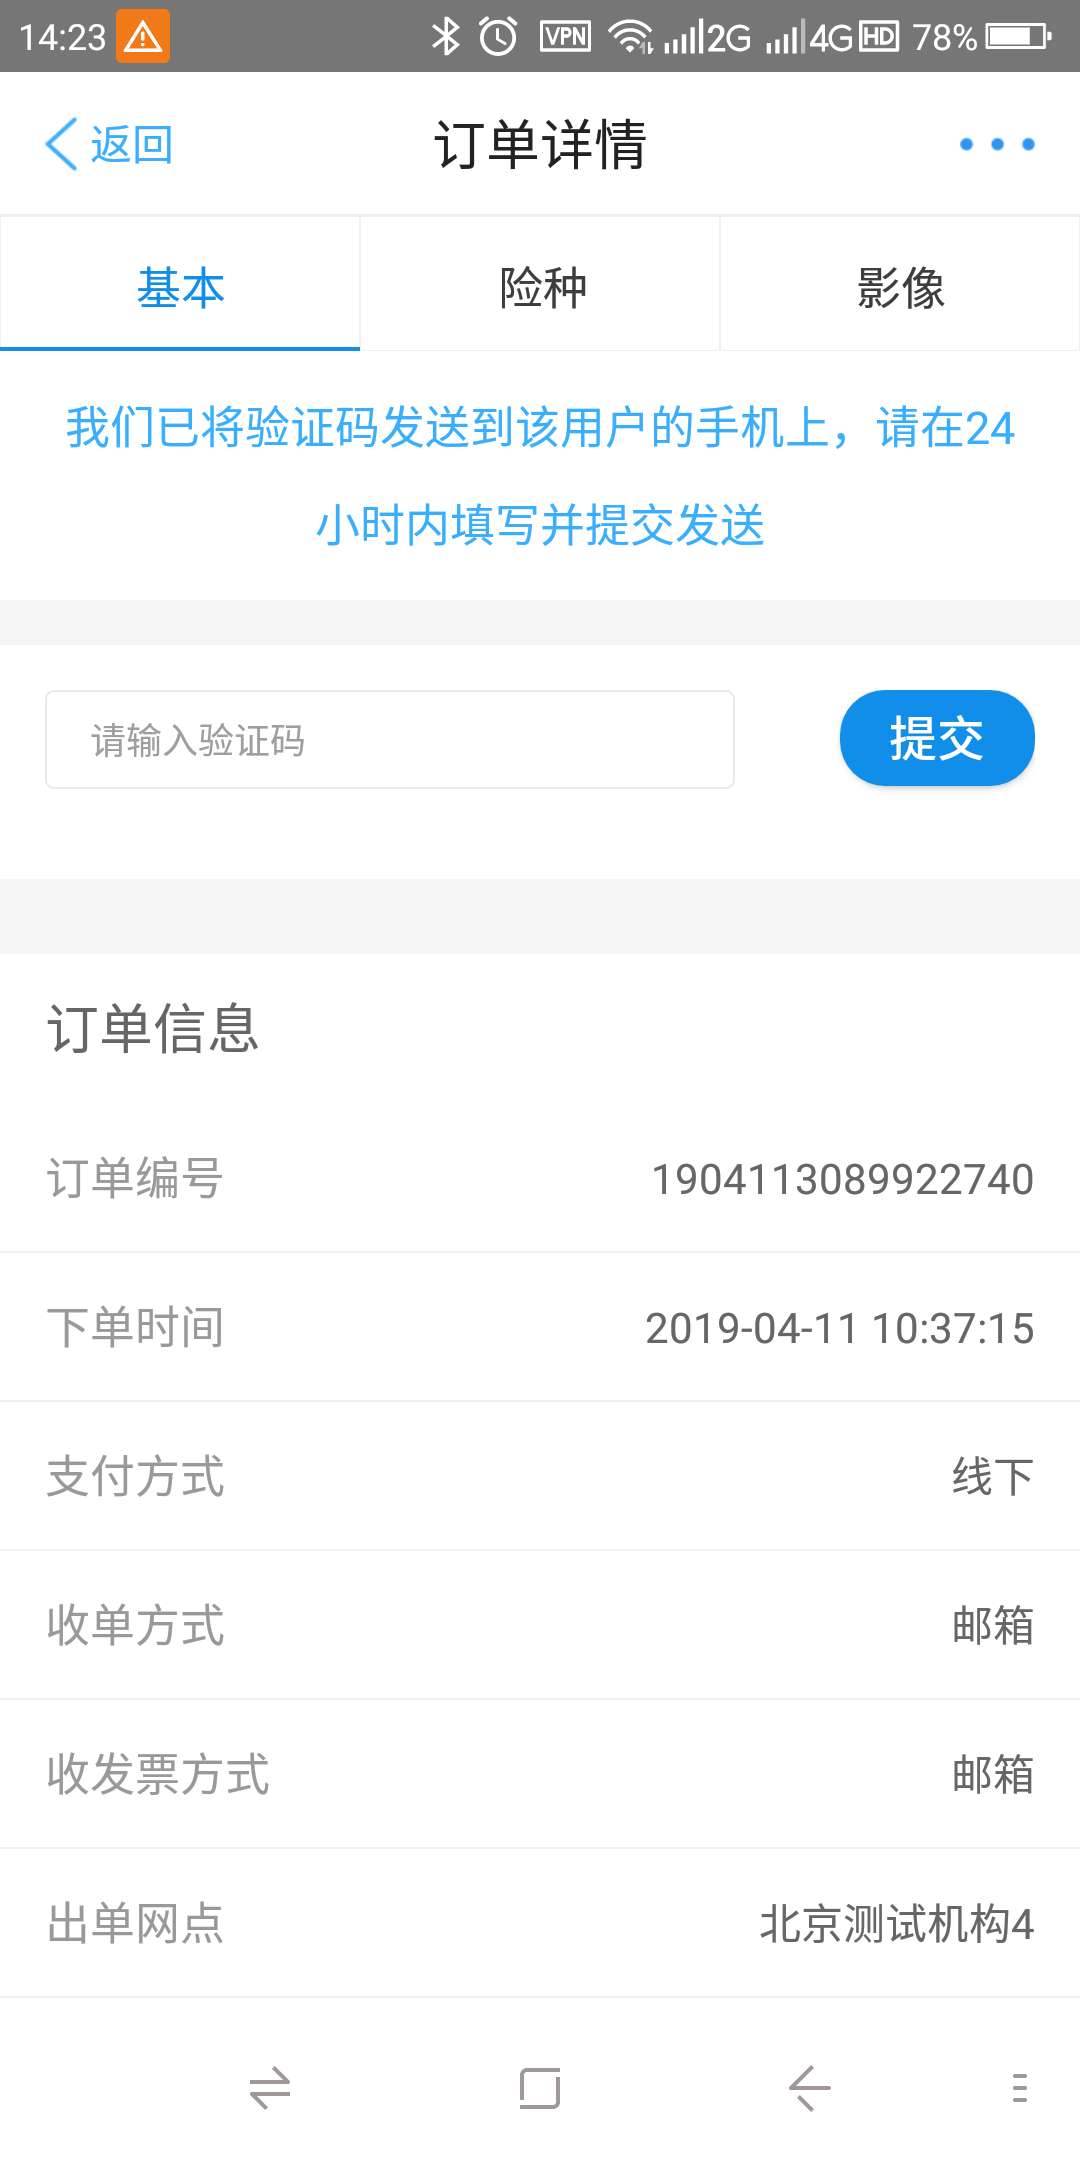 14:23 VPN 2G 4G HD 78%
返回 订单详情
基本 险种 影像
我们已将验证码发送到该用户的手机上，请在24
小时内填写并提交发送
请输入验证码 提交
订单信息
订单编号 1904113089922740
下单时间 2019-04-11 10:37:15
支付方式 线下
收单方式 邮箱
收发票方式 邮箱
出单网点 北京测试机构4